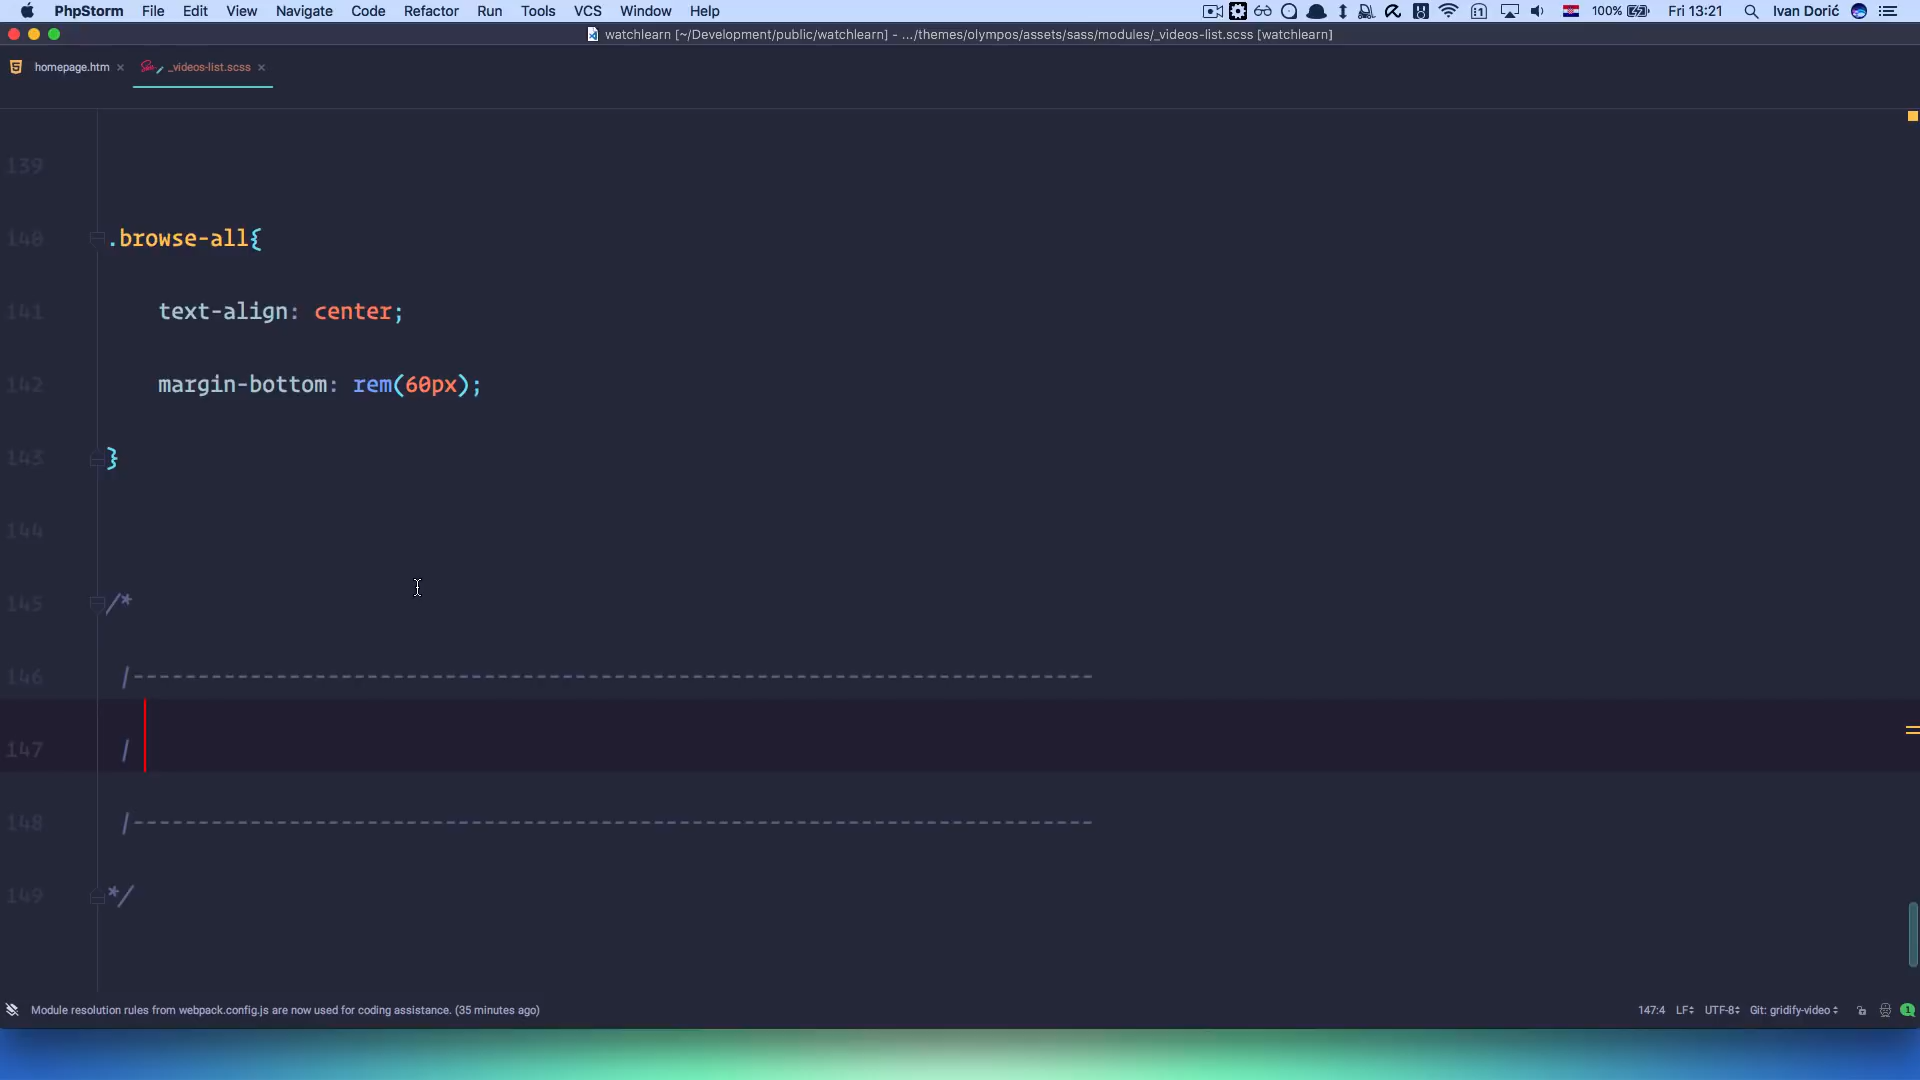 PhpStorm File Edit View Navigate Code Refactor Run Tools VCS Window Help 100% Fri 13:21 Ivan Dorić
watchlearn [~/Development/public/watchlearn] - .../themes/olympos/assets/sass/modules/_videos-list.scss [watchlearn]
homepage.htm _videos-list.scss
139
140 .browse-all{
141 text-align: center;
142 margin-bottom: rem(60px);
143 }
144
145 /*
146 |--------------------------------------------------------------------------
147 |
148 |--------------------------------------------------------------------------
149 */
Module resolution rules from webpack.config.js are now used for coding assistance. (35 minutes ago) 147:4 LF UTF-8 Git: gridify-video 1